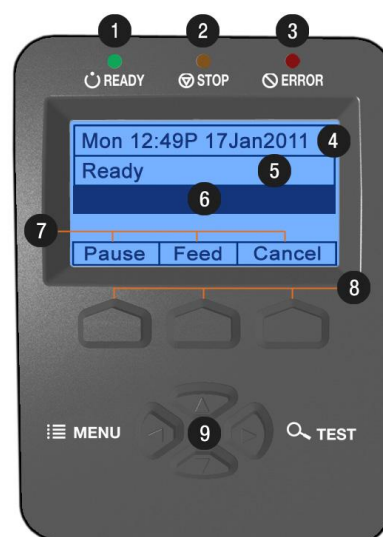 1 2 3
READY STOP ERROR
Mon 12:49P 17Jan2011 4
Ready 5
6
7
Pause Feed Cancel
8
MENU 9 TEST